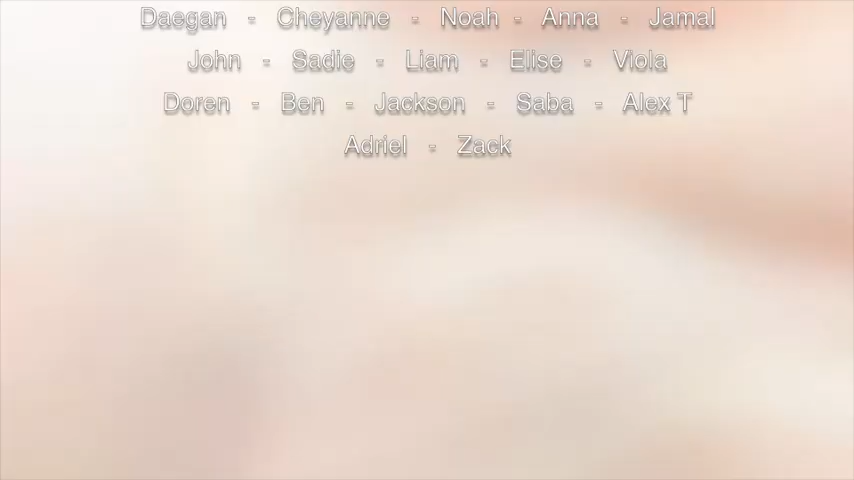 Daegan - Cheyanne - Noah - Anna - Jamal
John - Sadie - Liam - Elise - Viola
Doren - Ben - Jackson - Saba - Alex T
Adriel - Zack